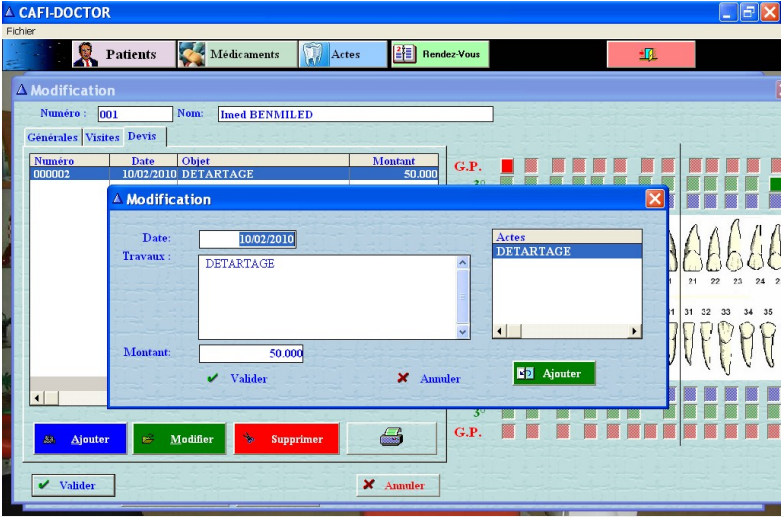 CAFI-DOCTOR
Fichier
Patients Médicaments Actes Rendez-Vous
Modification
Numéro : 001 Nom: Imed BENMILED
Générales Visites Devis
Numéro Date Objet Montant
000002 10/02/2010 DETARTAGE 50.000
G.P.
Modification
Date: 10/02/2010
Travaux : DETARTAGE
Actes
DETARTAGE
21 22 23 24
31 32 33 34 35
Montant: 50.000
Valider Annuler Ajouter
3°
G.P.
Ajouter Modifier Supprimer
Valider Annuler